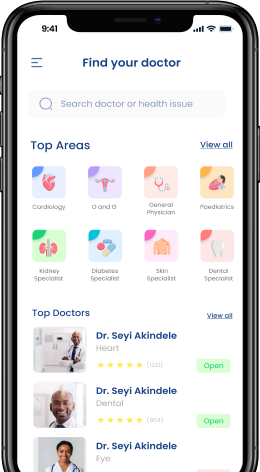 9:41
Find your doctor
Search doctor or health issue
Top Areas View all
Cardiology O and G General Physician Paediatrics
Kidney Specialist Diabetes Specialist Skin Specialist Dental Specialist
Top Doctors View all
Dr. Seyi Akindele
Heart
(1221) Open
Dr. Seyi Akindele
Dental
(964) Open
Dr. Seyi Akindele
Eye